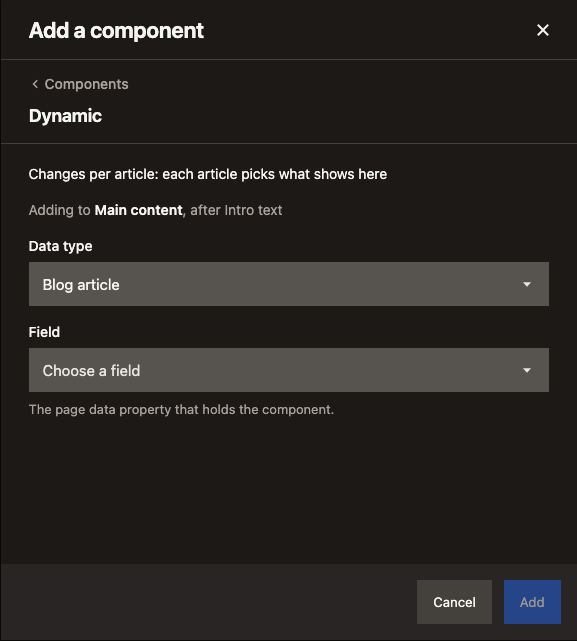 Add a component
Components
Dynamic
Changes per article: each article picks what shows here
Adding to Main content, after Intro text
Data type
Blog article
Field
Choose a field
The page data property that holds the component.
Cancel
Add